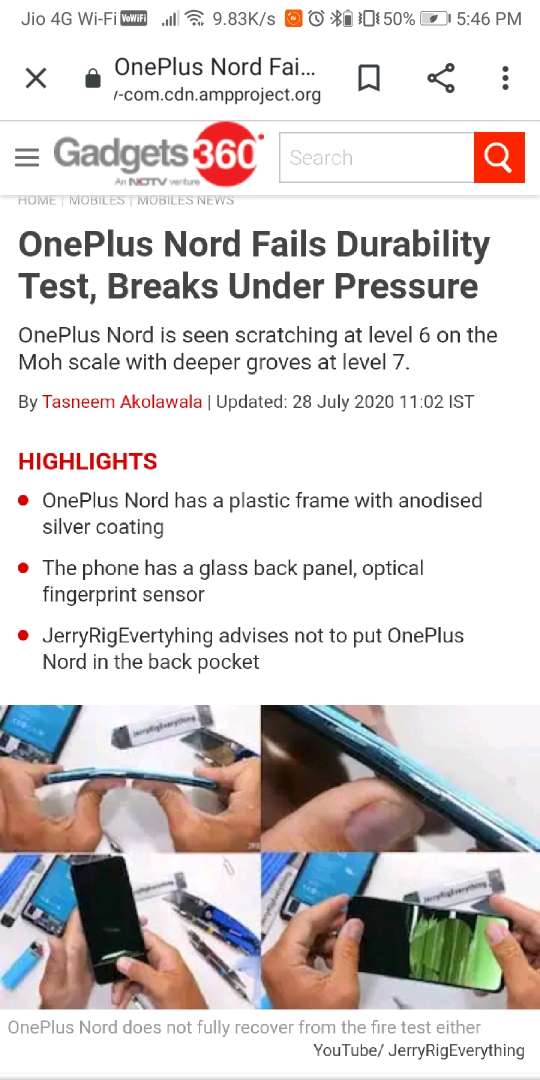 Jio 4G Wi-Fi VoWiFi 9.83K/s 50% 5:46 PM
OnePlus Nord Fai...
/-com.cdn.ampproject.org
Gadgets 360
An NDTV venture
Search
HOME | MOBILES | MOBILES NEWS
OnePlus Nord Fails Durability
Test, Breaks Under Pressure
OnePlus Nord is seen scratching at level 6 on the
Moh scale with deeper groves at level 7.
By Tasneem Akolawala | Updated: 28 July 2020 11:02 IST
HIGHLIGHTS
OnePlus Nord has a plastic frame with anodised
silver coating
The phone has a glass back panel, optical
fingerprint sensor
JerryRigEvertyhing advises not to put OnePlus
Nord in the back pocket
JerryRigEverything
JerryRigEverything
OnePlus Nord does not fully recover from the fire test either
YouTube/ JerryRigEverything